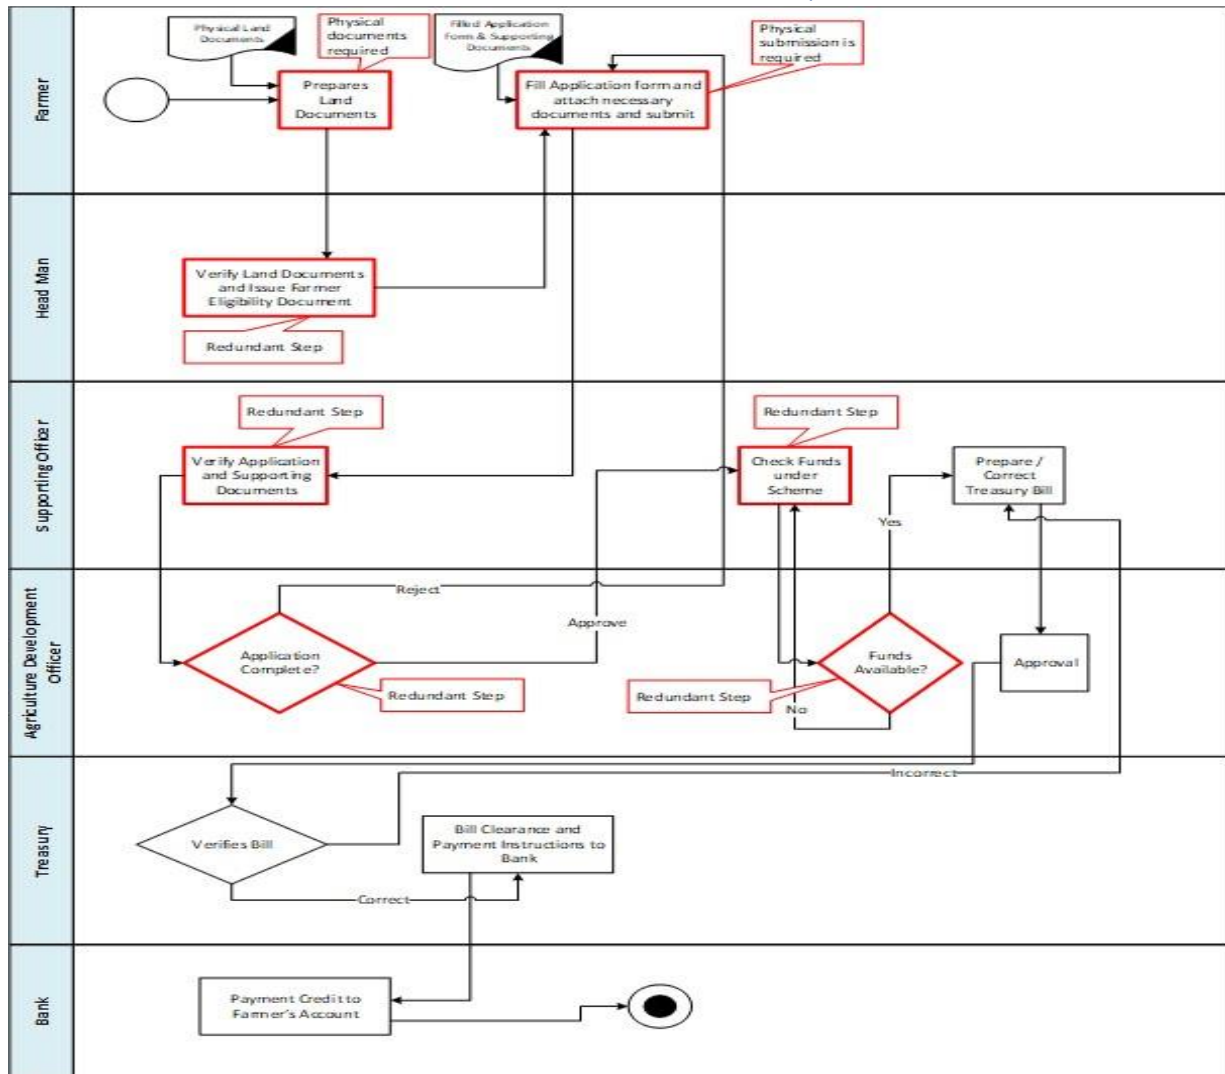 Farmer
Physical Land
Documents
Physical
documents
required
Filled Application
Form & Supporting
Documents
Physical
submission is
required
Prepares
Land
Documents
Fill Application form and
attach necessary
documents and submit
Head Man
Verify Land Documents
and Issue Farmer
Eligibility Document
Redundant Step
Supporting Officer
Redundant Step
Verify Application
and Supporting
Documents
Redundant Step
Check Funds
under
Scheme
Prepare /
Correct
Treasury Bill
Yes
Agriculture Development
Officer
Reject
Approve
Application
Complete?
Redundant Step
Funds
Available?
Redundant Step
No
Approval
Treasury
Incorrect
Verifies Bill
Bill Clearance and
Payment Instructions to
Bank
Correct
Bank
Payment Credit to
Farmer's Account